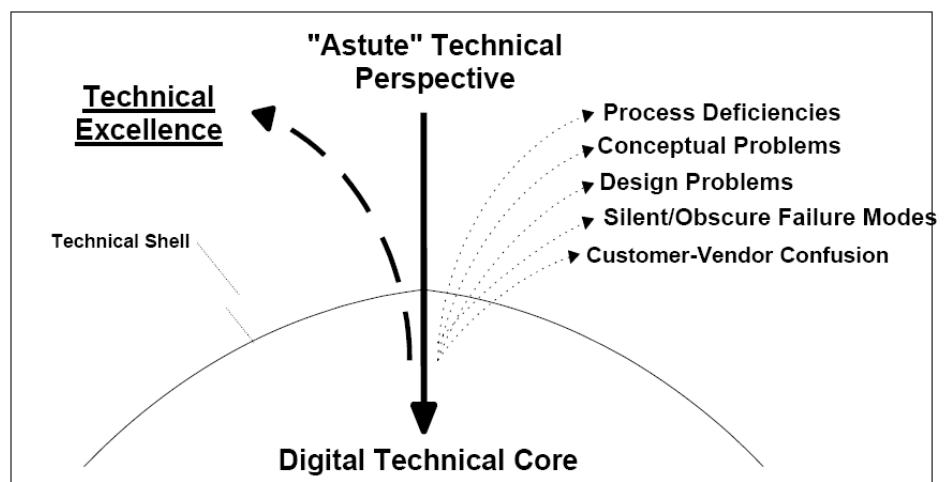 "Astute" Technical
Perspective
Technical
Excellence
Process Deficiencies
Conceptual Problems
Design Problems
Silent/Obscure Failure Modes
Technical Shell
Customer-Vendor Confusion
Digital Technical Core